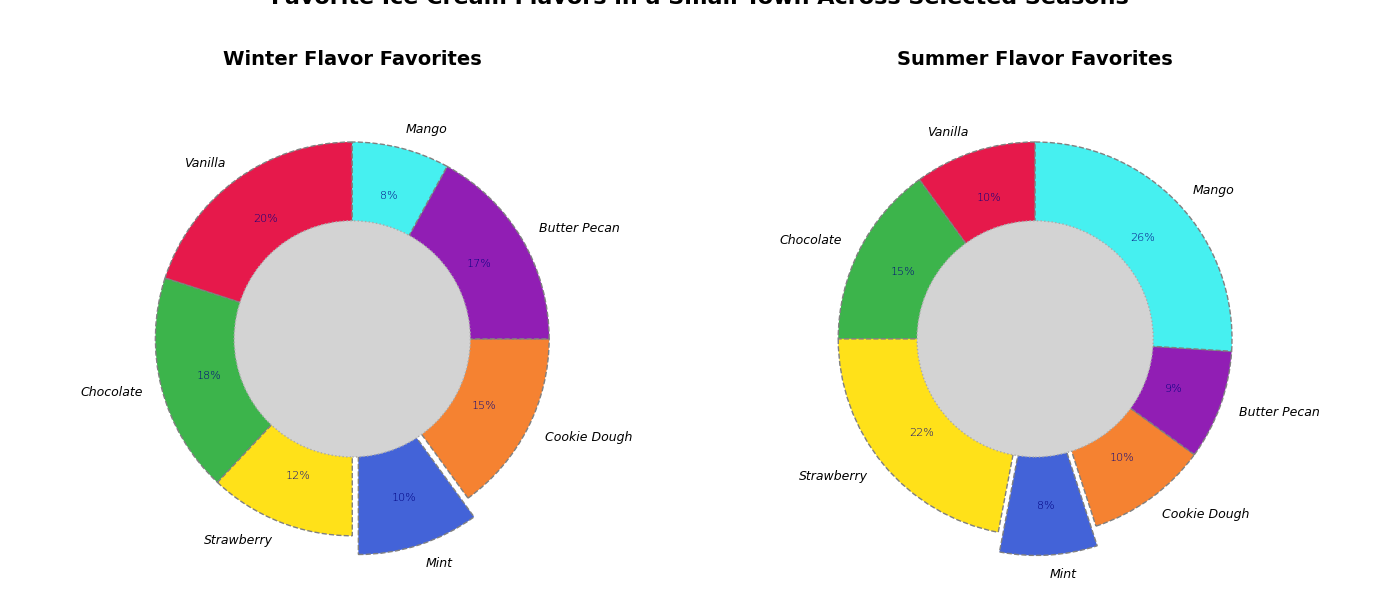 Favorite Ice Cream Flavors in a Small Town Across Selected Seasons
Winter Flavor Favorites
Mango
Vanilla
8%
20%
Butter Pecan
17%
18%
Chocolate
15%
Cookie Dough
12%
10%
Strawberry
Mint
Summer Flavor Favorites
Vanilla
Mango
10%
26%
Chocolate
15%
9%
Butter Pecan
22%
10%
Strawberry
8%
Cookie Dough
Mint